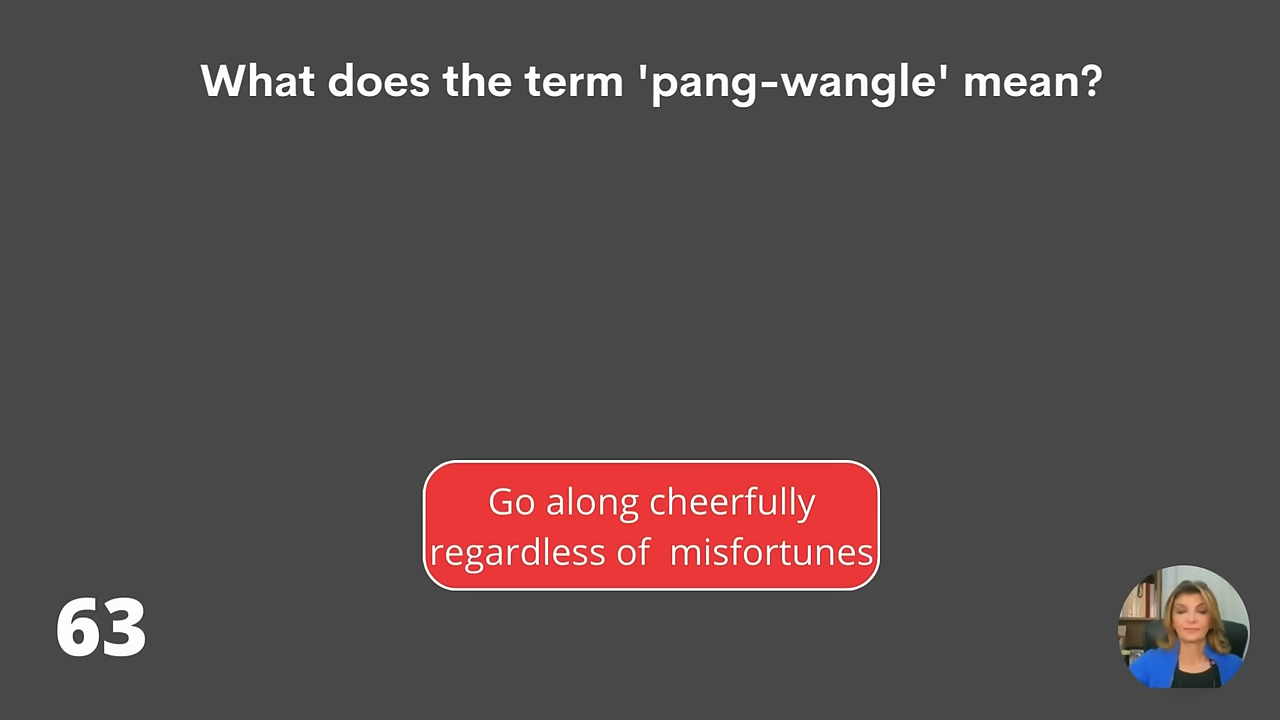 What does the term 'pang-wangle' mean?
Go along cheerfully
regardless of  misfortunes
63